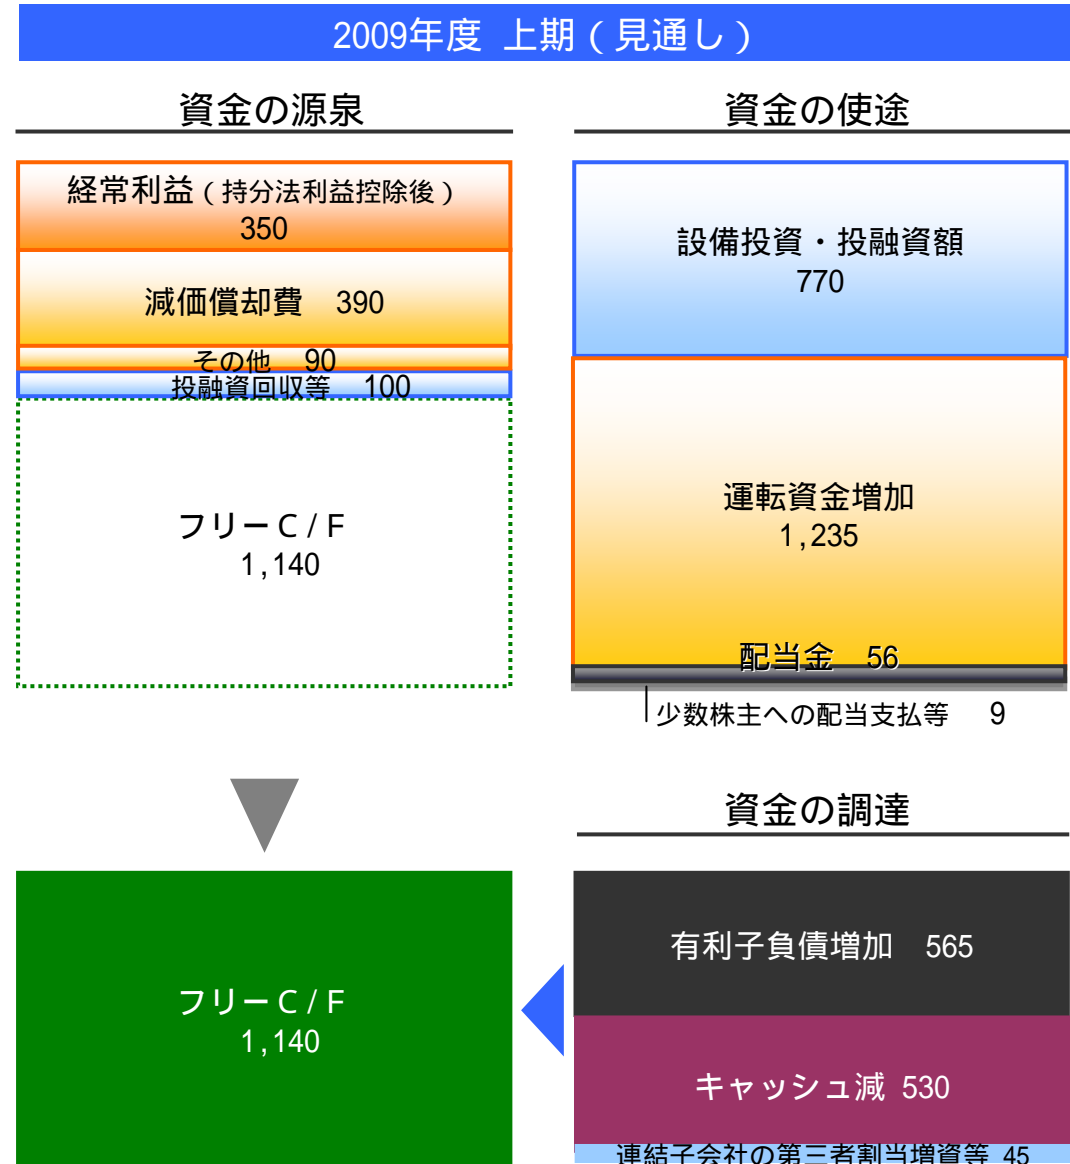 2009年度 上期（見通し）
資金の源泉
経常利益（持分法利益控除後）
350
減価償却費 390
その他 90
投融資回収等 100
フリーC/F
1,140
資金の使途
設備投資・投融資額
770
運転資金増加
1,235
配当金 56
少数株主への配当支払等 9
資金の調達
有利子負債増加 565
キャッシュ減 530
連結子会社の第三者割当増資等 45
フリーC/F
1,140